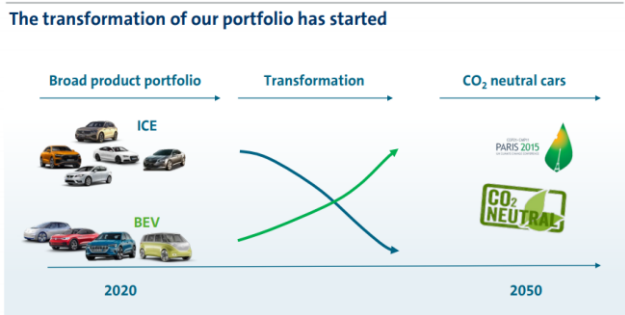 The transformation of our portfolio has started
Broad product portfolio
Transformation
CO₂ neutral cars
ICE
PARIS 2015
CO₂
NEUTRAL
BEV
2020
2050